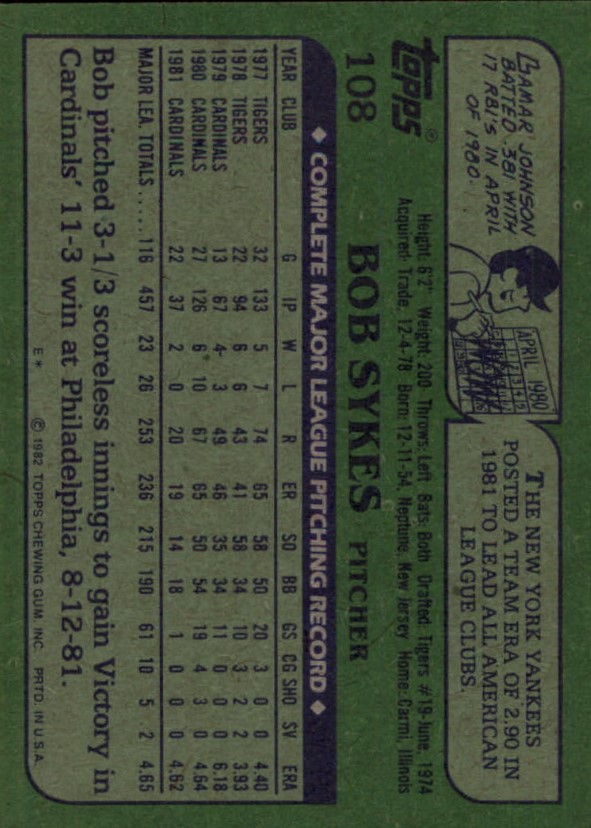 LAMAR JOHNSON
BATTED .381 WITH
17 RBI'S IN APRIL
OF 1980.
APRIL 1980
THE NEW YORK YANKEES
POSTED A TEAM ERA OF 2.90 IN
1981 TO LEAD ALL AMERICAN
LEAGUE CLUBS.
topps®
108
Height: 6'2" Weight: 200 Throws: Left Bats: Both Drafted Tigers #19-June, 1974
Acquired: Trade, 12-4-78 Born: 12-11-54, Neptune, New Jersey Home: Carmi, Illinois
BOB SYKES PITCHER
◆ COMPLETE MAJOR LEAGUE PITCHING RECORD ◆
YEAR CLUB G IP W L R ER SO BB GS CG SHO SV ERA
1977 TIGERS 32 133 5 7 74 65 58 50 20 3 0 0 4.40
1978 TIGERS 22 94 6 6 43 41 58 34 10 3 2 2 3.93
1979 CARDINALS 13 67 4 3 49 46 35 34 11 0 0 0 6.18
1980 CARDINALS 27 126 6 10 67 65 50 54 19 4 3 0 4.64
1981 CARDINALS 22 37 2 0 20 19 14 18 1 0 0 0 4.62
MAJOR LEA. TOTALS..... 116 457 23 26 253 236 215 190 61 10 5 2 4.65
Bob pitched 3-1/3 scoreless innings to gain Victory in
Cardinals' 11-3 win at Philadelphia, 8-12-81.
E* © 1982 TOPPS CHEWING GUM, INC. PRTD. IN U.S.A.